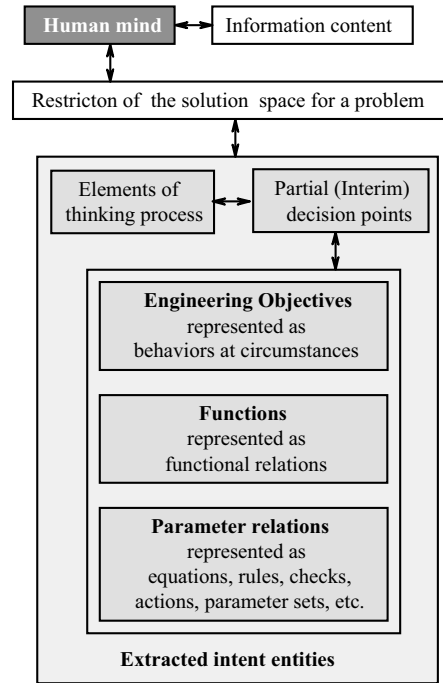 Human mind
Information content
Restricton of the solution space for a problem
Elements of
thinking process
Partial (Interim)
decision points
Engineering Objectives
represented as
behaviors at circumstances
Functions
represented as
functional relations
Parameter relations
represented as
equations, rules, checks,
actions, parameter sets, etc.
Extracted intent entities